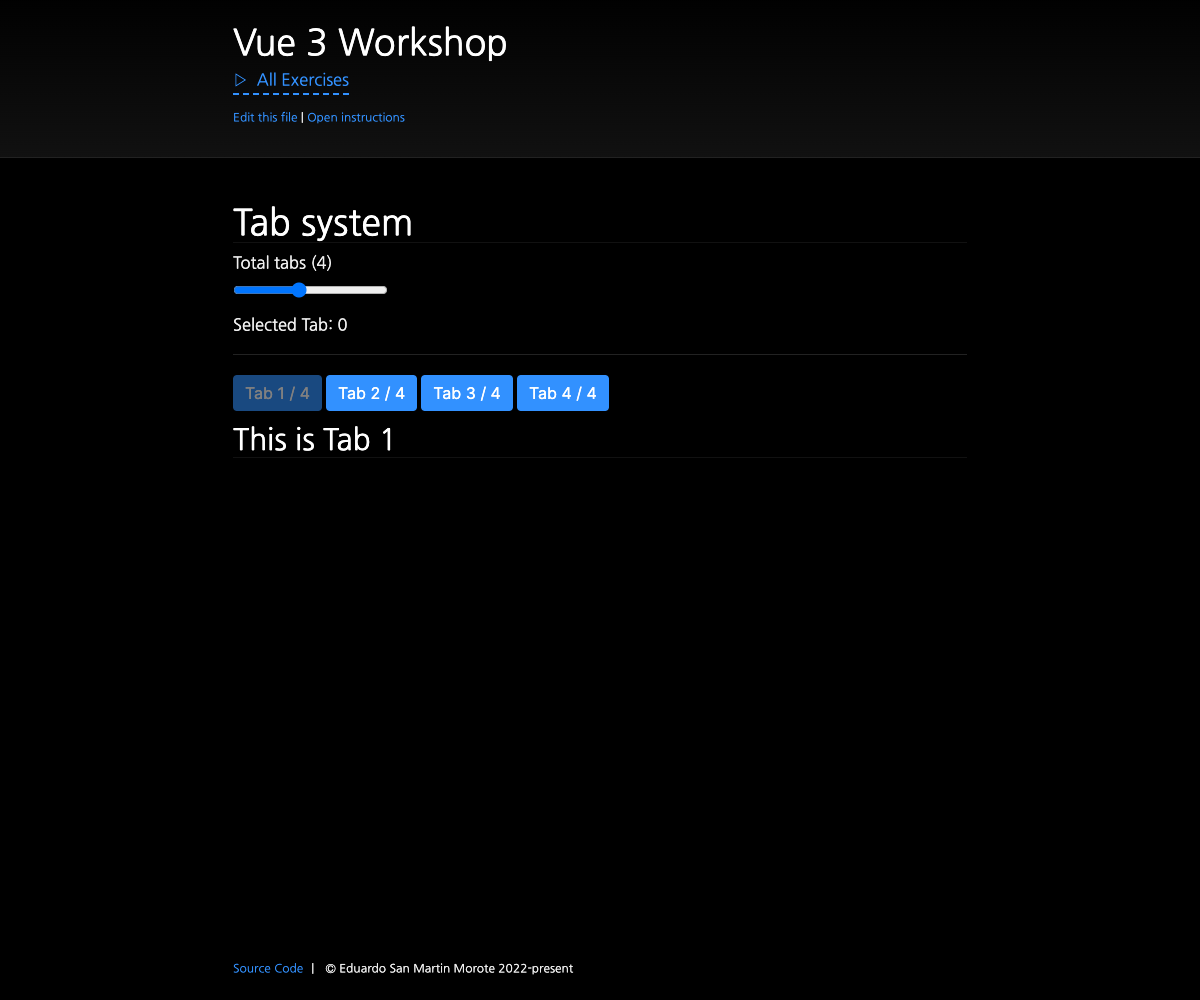 Vue 3 Workshop
▷ All Exercises
Edit this file | Open instructions
Tab system
Total tabs (4)
Selected Tab: 0
Tab 1 / 4 Tab 2 / 4 Tab 3 / 4 Tab 4 / 4
This is Tab 1
Source Code | © Eduardo San Martin Morote 2022-present